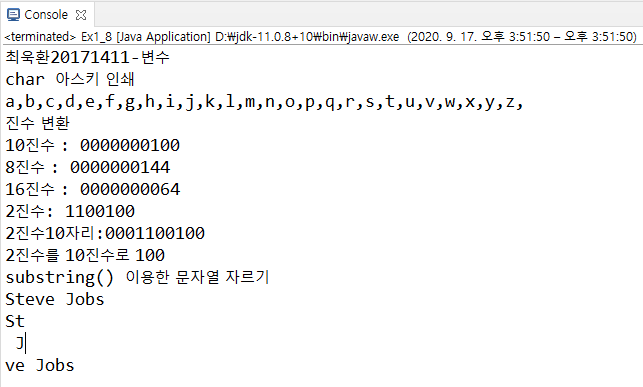 Console
<terminated> Ex1_8 [Java Application] D:₩jdk-11.0.8+10₩bin₩javaw.exe (2020. 9. 17. 오후 3:51:50 – 오후 3:51:50)
최욱환20171411-변수
char 아스키 인쇄
a,b,c,d,e,f,g,h,i,j,k,l,m,n,o,p,q,r,s,t,u,v,w,x,y,z,
진수 변환
10진수 : 0000000100
8진수 : 0000000144
16진수 : 0000000064
2진수: 1100100
2진수10자리:0001100100
2진수를 10진수로 100
substring() 이용한 문자열 자르기
Steve Jobs
St
 J
ve Jobs